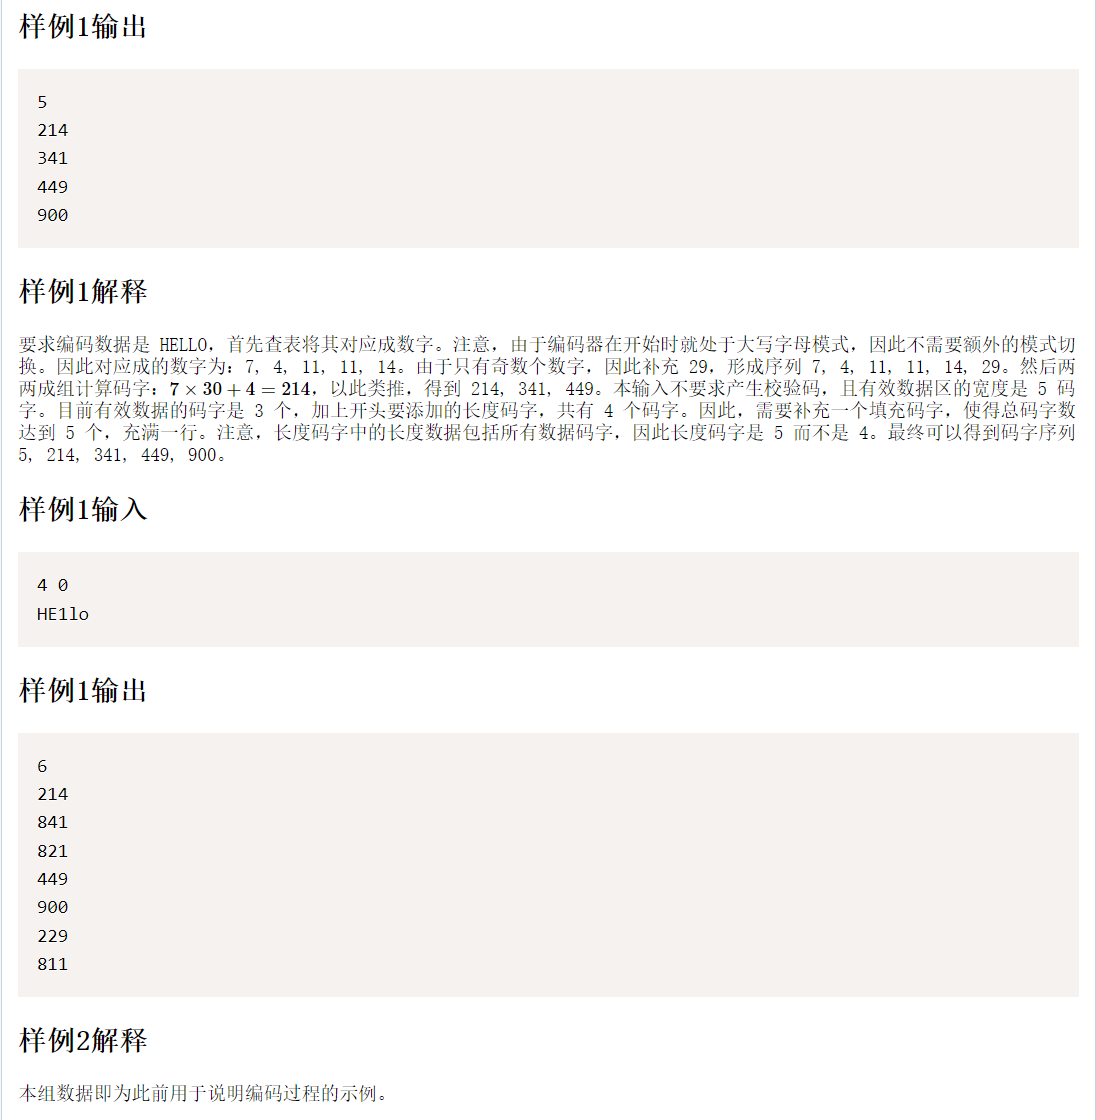 样例1输出
5
214
341
449
900
样例1解释
要求编码数据是 HELLO，首先查表将其对应成数字。注意，由于编码器在开始时就处于大写字母模式，因此不需要额外的模式切
换。因此对应成的数字为：7, 4, 11, 11, 14。由于只有奇数个数字，因此补充 29，形成序列 7, 4, 11, 11, 14, 29。然后两
两成组计算码字：7 × 30 + 4 = 214，以此类推，得到 214, 341, 449。本输入不要求产生校验码，且有效数据区的宽度是 5 码
字。目前有效数据的码字是 3 个，加上开头要添加的长度码字，共有 4 个码字。因此，需要补充一个填充码字，使得总码字数
达到 5 个，充满一行。注意，长度码字中的长度数据包括所有数据码字，因此长度码字是 5 而不是 4。最终可以得到码字序列
5, 214, 341, 449, 900。
样例1输入
4 0
HE1lo
样例1输出
6
214
841
821
449
900
229
811
样例2解释
本组数据即为此前用于说明编码过程的示例。